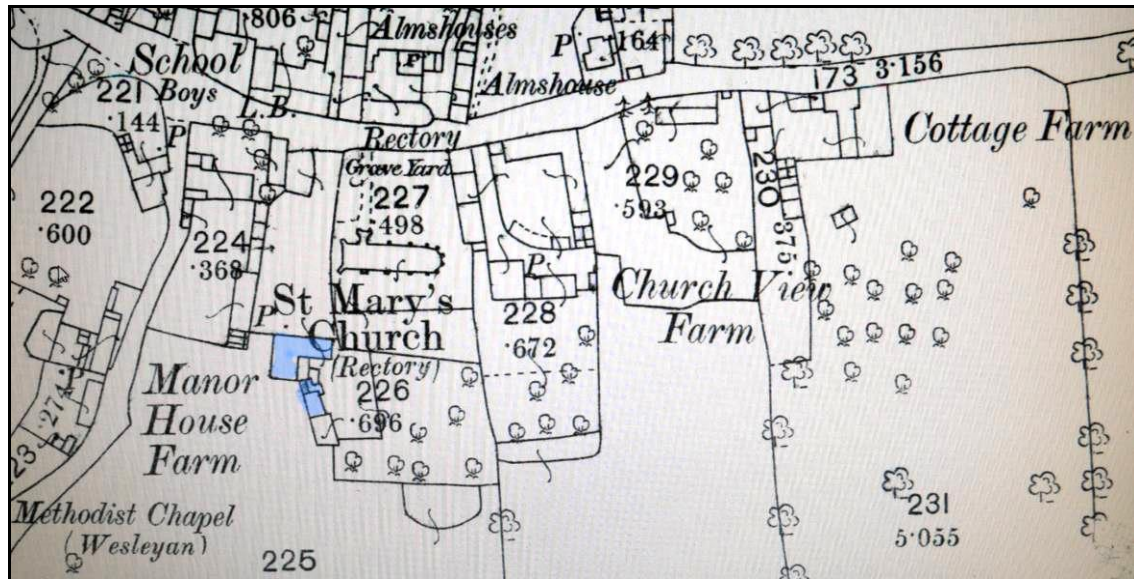 ·806
Almshouses
P
164
School
Boys
P
Almshouse
173 3·156
221
·144
L. B.
P
Rectory
Cottage Farm
Grave Yard
227
·498
222
·600
224
·368
229
·593
230
·375
P
St Mary's
Church
(Rectory)
P
228
·672
Church View
Farm
Manor
House
Farm
226
·696
·274
23
Methodist Chapel
(Wesleyan)
225
231
5·055